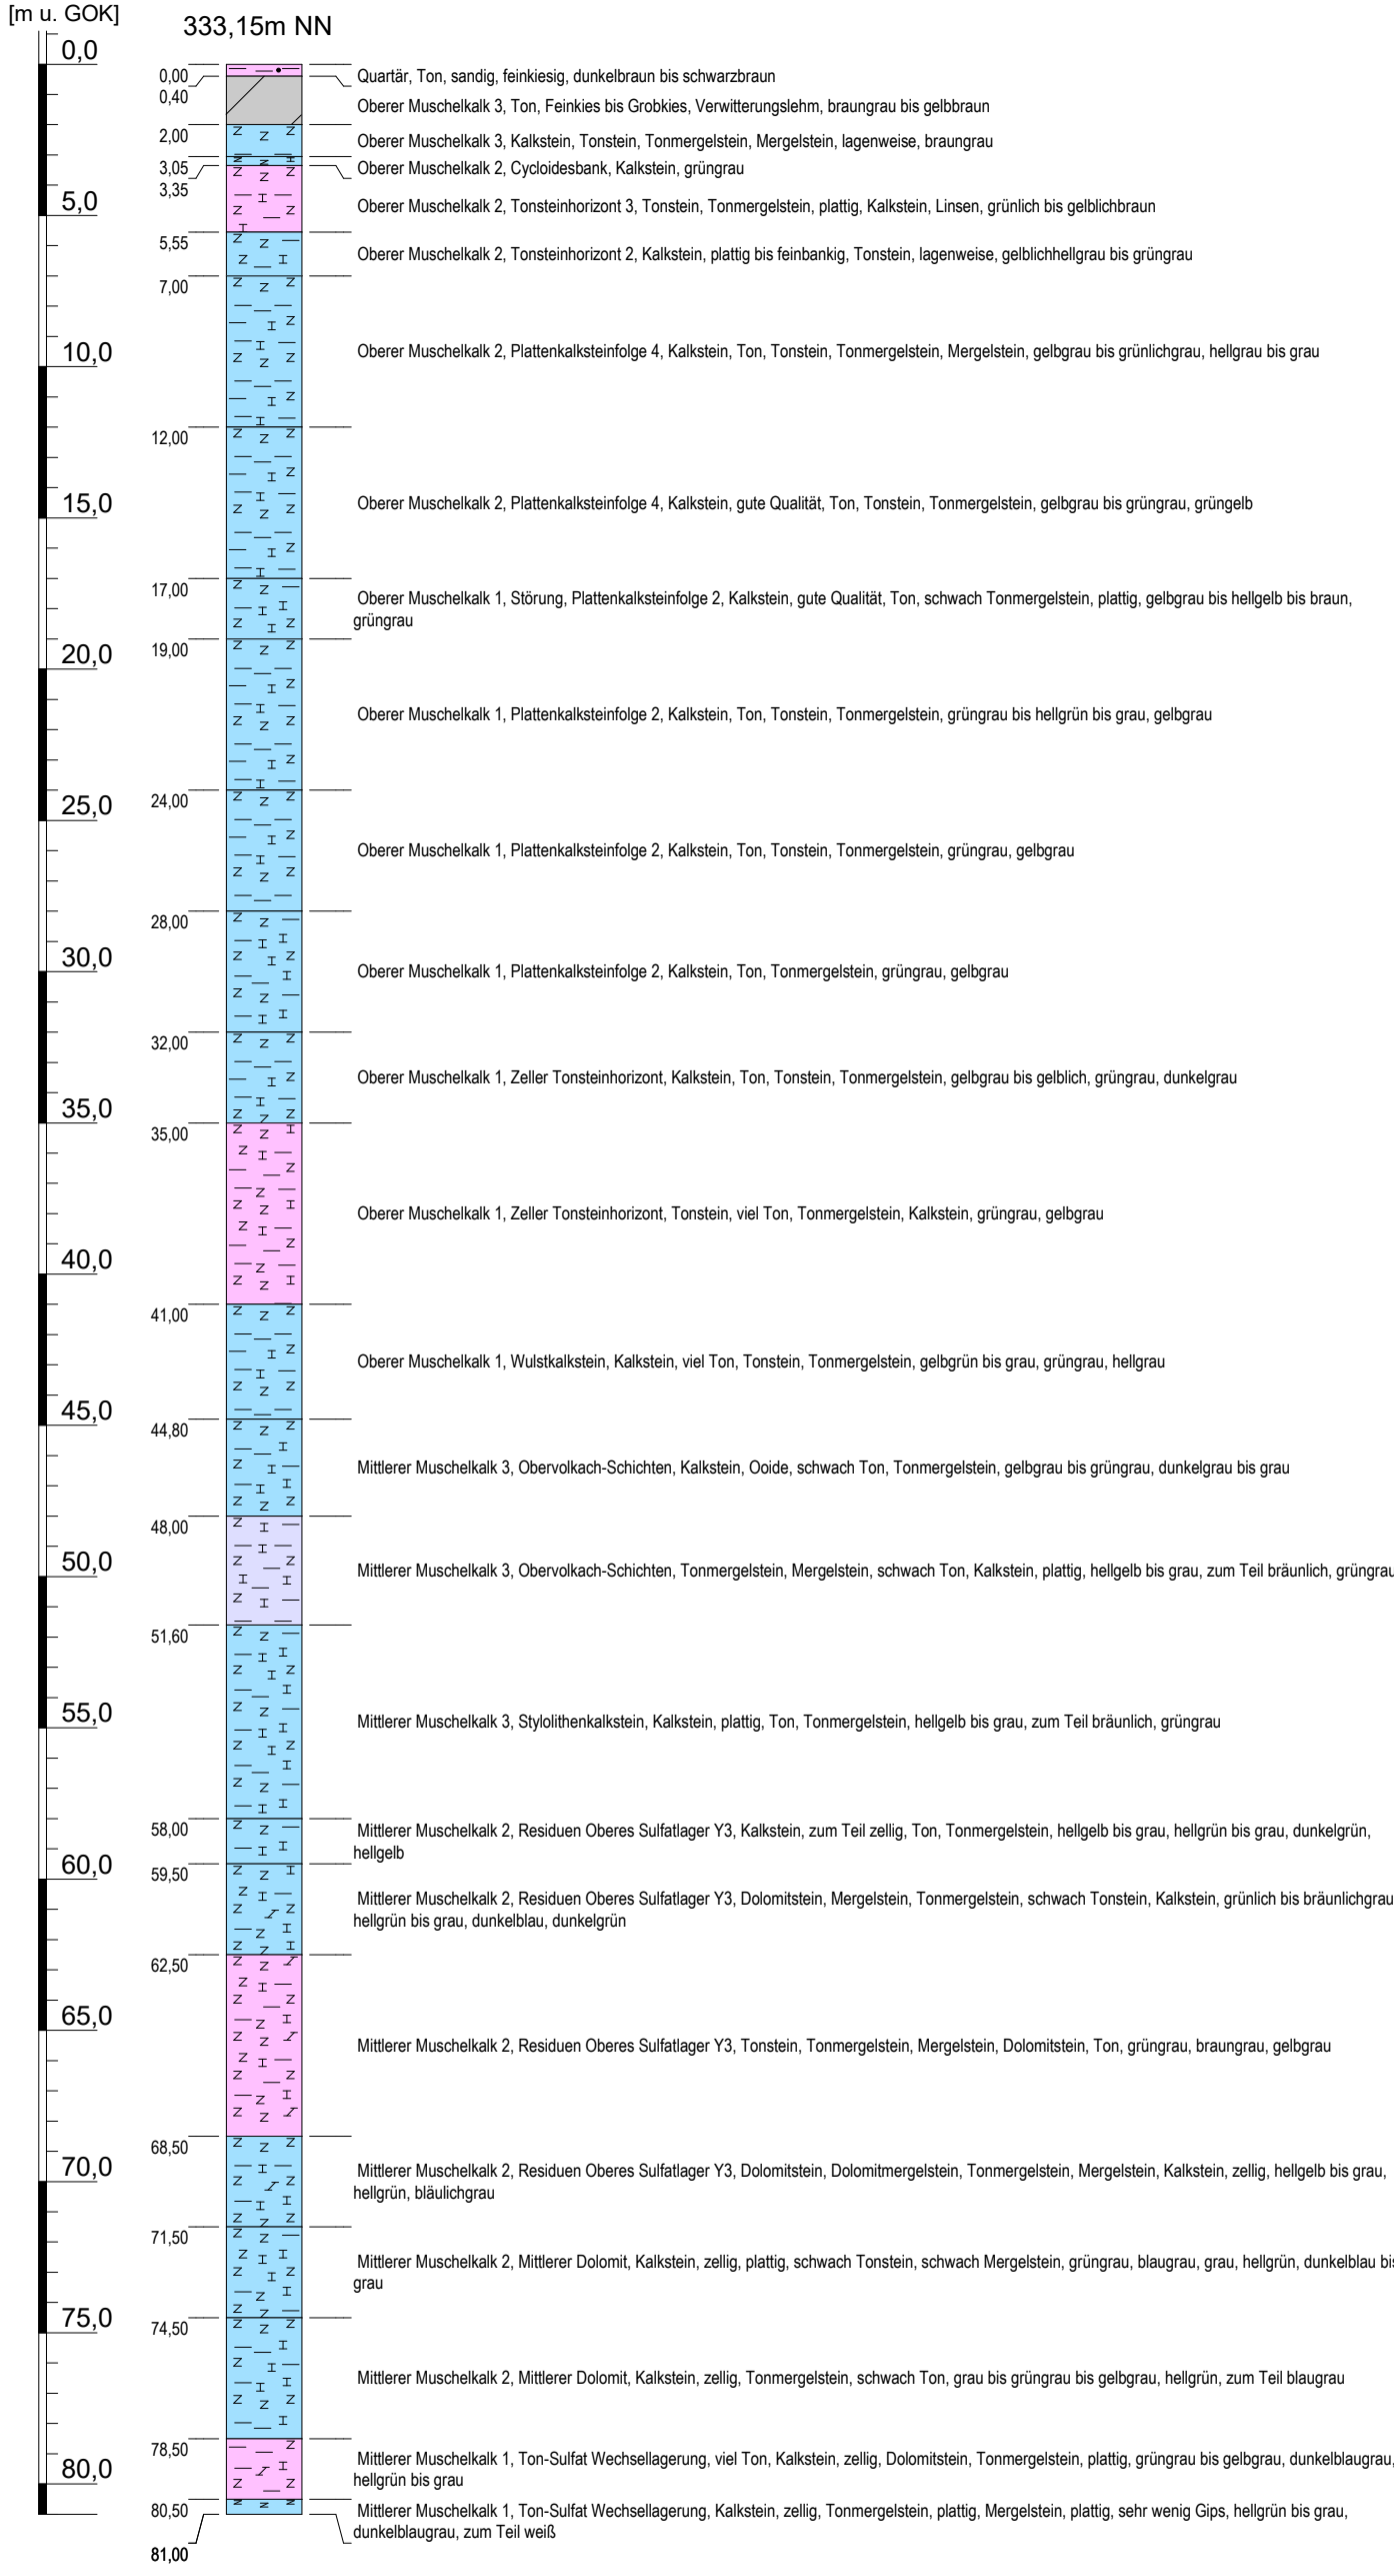 [m u. GOK]
333,15m NN
0,0
0,00
Quartär, Ton, sandig, feinkiesig, dunkelbraun bis schwarzbraun
0,40
Oberer Muschelkalk 3, Ton, Feinkies bis Grobkies, Verwitterungslehm, braungrau bis gelbbraun
2,00
Oberer Muschelkalk 3, Kalkstein, Tonstein, Tonmergelstein, Mergelstein, lagenweise, braungrau
3,05
Oberer Muschelkalk 2, Cycloidesbank, Kalkstein, grüngrau
3,35
5,0
Oberer Muschelkalk 2, Tonsteinhorizont 3, Tonstein, Tonmergelstein, plattig, Kalkstein, Linsen, grünlich bis gelblichbraun
5,55
Oberer Muschelkalk 2, Tonsteinhorizont 2, Kalkstein, plattig bis feinbankig, Tonstein, lagenweise, gelblichhellgrau bis grüngrau
7,00
10,0
Oberer Muschelkalk 2, Plattenkalksteinfolge 4, Kalkstein, Ton, Tonstein, Tonmergelstein, Mergelstein, gelbgrau bis grünlichgrau, hellgrau bis grau
12,00
15,0
Oberer Muschelkalk 2, Plattenkalksteinfolge 4, Kalkstein, gute Qualität, Ton, Tonstein, Tonmergelstein, gelbgrau bis grüngrau, grüngelb
17,00
Oberer Muschelkalk 1, Störung, Plattenkalksteinfolge 2, Kalkstein, gute Qualität, Ton, schwach Tonmergelstein, plattig, gelbgrau bis hellgelb bis braun,
grüngrau
19,00
20,0
Oberer Muschelkalk 1, Plattenkalksteinfolge 2, Kalkstein, Ton, Tonstein, Tonmergelstein, grüngrau bis hellgrün bis grau, gelbgrau
24,00
25,0
Oberer Muschelkalk 1, Plattenkalksteinfolge 2, Kalkstein, Ton, Tonstein, Tonmergelstein, grüngrau, gelbgrau
28,00
30,0
Oberer Muschelkalk 1, Plattenkalksteinfolge 2, Kalkstein, Ton, Tonmergelstein, grüngrau, gelbgrau
32,00
Oberer Muschelkalk 1, Zeller Tonsteinhorizont, Kalkstein, Ton, Tonstein, Tonmergelstein, gelbgrau bis gelblich, grüngrau, dunkelgrau
35,0
35,00
Oberer Muschelkalk 1, Zeller Tonsteinhorizont, Tonstein, viel Ton, Tonmergelstein, Kalkstein, grüngrau, gelbgrau
40,0
41,00
Oberer Muschelkalk 1, Wulstkalkstein, Kalkstein, viel Ton, Tonstein, Tonmergelstein, gelbgrün bis grau, grüngrau, hellgrau
45,0
44,80
Mittlerer Muschelkalk 3, Obervolkach-Schichten, Kalkstein, Ooide, schwach Ton, Tonmergelstein, gelbgrau bis grüngrau, dunkelgrau bis grau
48,00
50,0
Mittlerer Muschelkalk 3, Obervolkach-Schichten, Tonmergelstein, Mergelstein, schwach Ton, Kalkstein, plattig, hellgelb bis grau, zum Teil bräunlich, grüngrau
51,60
55,0
Mittlerer Muschelkalk 3, Stylolithenkalkstein, Kalkstein, plattig, Ton, Tonmergelstein, hellgelb bis grau, zum Teil bräunlich, grüngrau
58,00
Mittlerer Muschelkalk 2, Residuen Oberes Sulfatlager Y3, Kalkstein, zum Teil zellig, Ton, Tonmergelstein, hellgelb bis grau, hellgrün bis grau, dunkelgrün,
hellgelb
60,0
59,50
Mittlerer Muschelkalk 2, Residuen Oberes Sulfatlager Y3, Dolomitstein, Mergelstein, Tonmergelstein, schwach Tonstein, Kalkstein, grünlich bis bräunlichgrau
hellgrün bis grau, dunkelblau, dunkelgrün
62,50
65,0
Mittlerer Muschelkalk 2, Residuen Oberes Sulfatlager Y3, Tonstein, Tonmergelstein, Mergelstein, Dolomitstein, Ton, grüngrau, braungrau, gelbgrau
68,50
70,0
Mittlerer Muschelkalk 2, Residuen Oberes Sulfatlager Y3, Dolomitstein, Dolomitmergelstein, Tonmergelstein, Mergelstein, Kalkstein, zellig, hellgelb bis grau,
hellgrün, bläulichgrau
71,50
Mittlerer Muschelkalk 2, Mittlerer Dolomit, Kalkstein, zellig, plattig, schwach Tonstein, schwach Mergelstein, grüngrau, blaugrau, grau, hellgrün, dunkelblau bis
grau
75,0
74,50
Mittlerer Muschelkalk 2, Mittlerer Dolomit, Kalkstein, zellig, Tonmergelstein, schwach Ton, grau bis grüngrau bis gelbgrau, hellgrün, zum Teil blaugrau
78,50
Mittlerer Muschelkalk 1, Ton-Sulfat Wechsellagerung, viel Ton, Kalkstein, zellig, Dolomitstein, Tonmergelstein, plattig, grüngrau bis gelbgrau, dunkelblaugrau,
hellgrün bis grau
80,0
80,50
Mittlerer Muschelkalk 1, Ton-Sulfat Wechsellagerung, Kalkstein, zellig, Tonmergelstein, plattig, Mergelstein, plattig, sehr wenig Gips, hellgrün bis grau,
dunkelblaugrau, zum Teil weiß
81,00